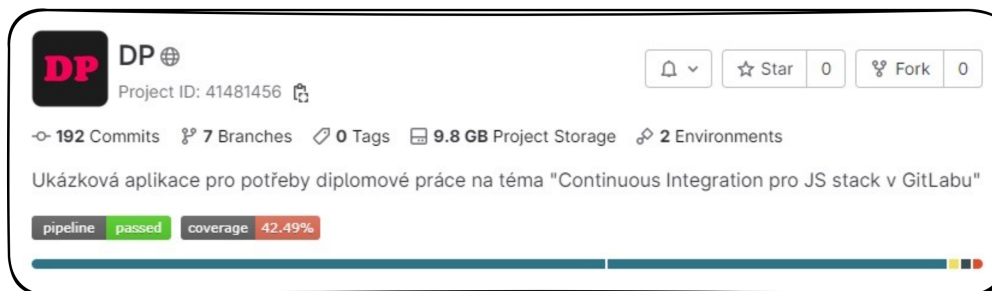 DP
DP
Project ID: 41481456
Star 0
Fork 0
192 Commits 7 Branches 0 Tags 9.8 GB Project Storage 2 Environments
Ukázková aplikace pro potřeby diplomové práce na téma "Continuous Integration pro JS stack v GitLabu"
pipeline passed coverage 42.49%